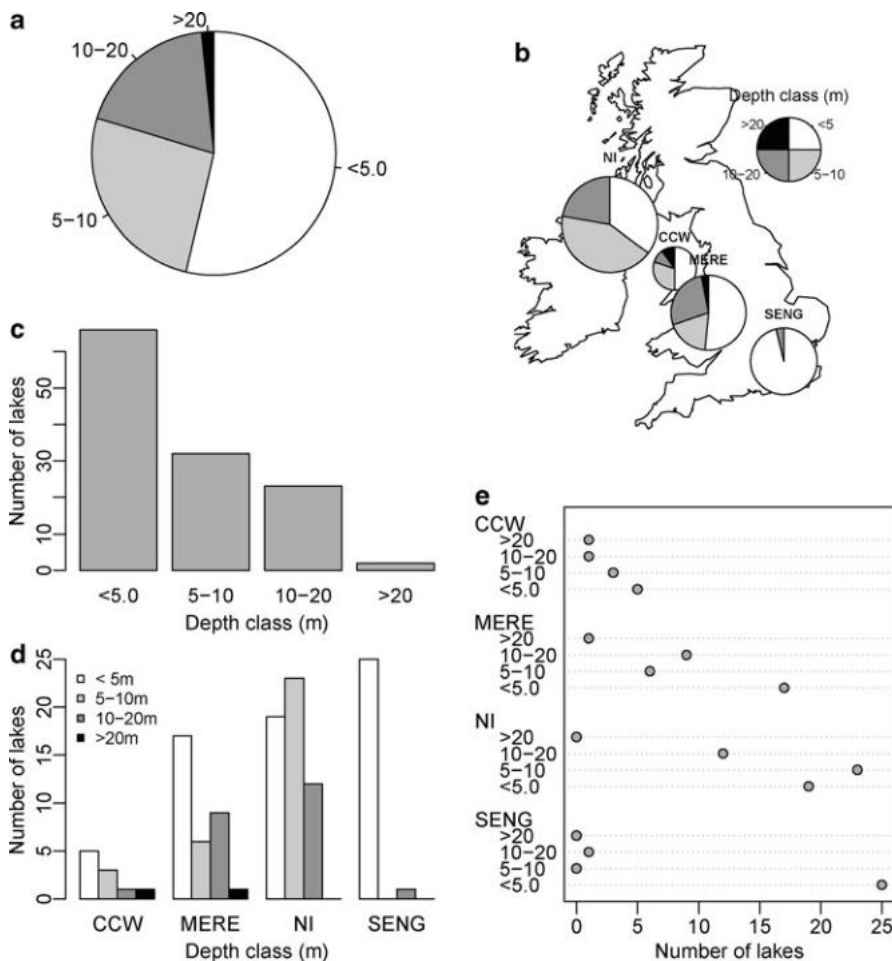 a
>20
10−20
<5.0
5−10
b
Depth class (m)
>20
<5
10−20
5−10
NI
CCW
MERE
SENG
c
Number of lakes
0
10
30
50
<5.0
5−10
10−20
>20
Depth class (m)
d
Number of lakes
0
5
10
15
20
25
< 5m
5−10m
10−20m
>20m
CCW
MERE
NI
SENG
Depth class (m)
e
CCW
>20
10−20
5−10
<5.0
MERE
>20
10−20
5−10
<5.0
NI
>20
10−20
5−10
<5.0
SENG
>20
10−20
5−10
<5.0
0
5
10
15
20
25
Number of lakes